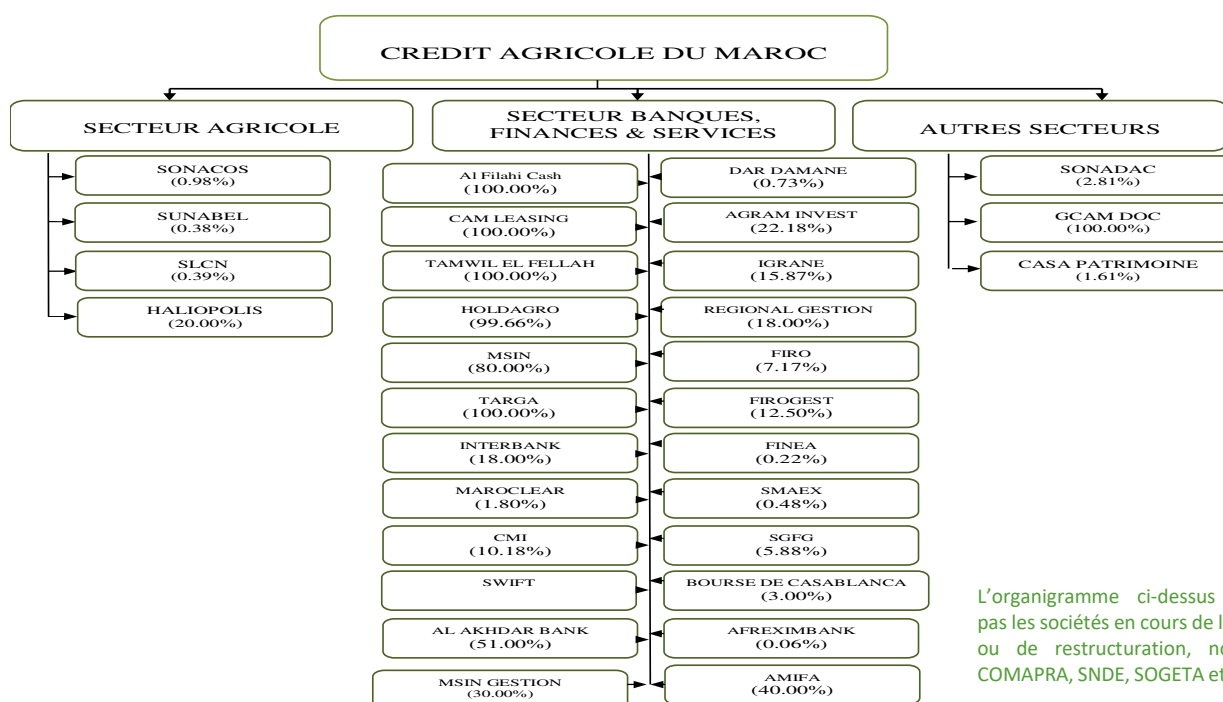 CREDIT AGRICOLE DU MAROC
SECTEUR AGRICOLE
SONACOS
(0.98%)
SUNABEL
(0.38%)
SLCN
(0.39%)
HALIOPOLIS
(20.00%)
SECTEUR BANQUES,
FINANCES & SERVICES
Al Filahi Cash
(100.00%)
CAM LEASING
(100.00%)
TAMWIL EL FELLAH
(100.00%)
HOLDAGRO
(99.66%)
MSIN
(80.00%)
TARGA
(100.00%)
INTERBANK
(18.00%)
MAROCLEAR
(1.80%)
CMI
(10.18%)
SWIFT
AL AKHDAR BANK
(51.00%)
MSIN GESTION
(30.00%)
DAR DAMANE
(0.73%)
AGRAM INVEST
(22.18%)
IGRANE
(15.87%)
REGIONAL GESTION
(18.00%)
FIRO
(7.17%)
FIROGEST
(12.50%)
FINEA
(0.22%)
SMAEX
(0.48%)
SGFG
(5.88%)
BOURSE DE CASABLANCA
(3.00%)
AFREXIMBANK
(0.06%)
AMIFA
(40.00%)
AUTRES SECTEURS
SONADAC
(2.81%)
GCAM DOC
(100.00%)
CASA PATRIMOINE
(1.61%)
L’organigramme ci-dessus
pas les sociétés en cours de
ou de restructuration,
COMAPRA, SNDE, SOGETA et